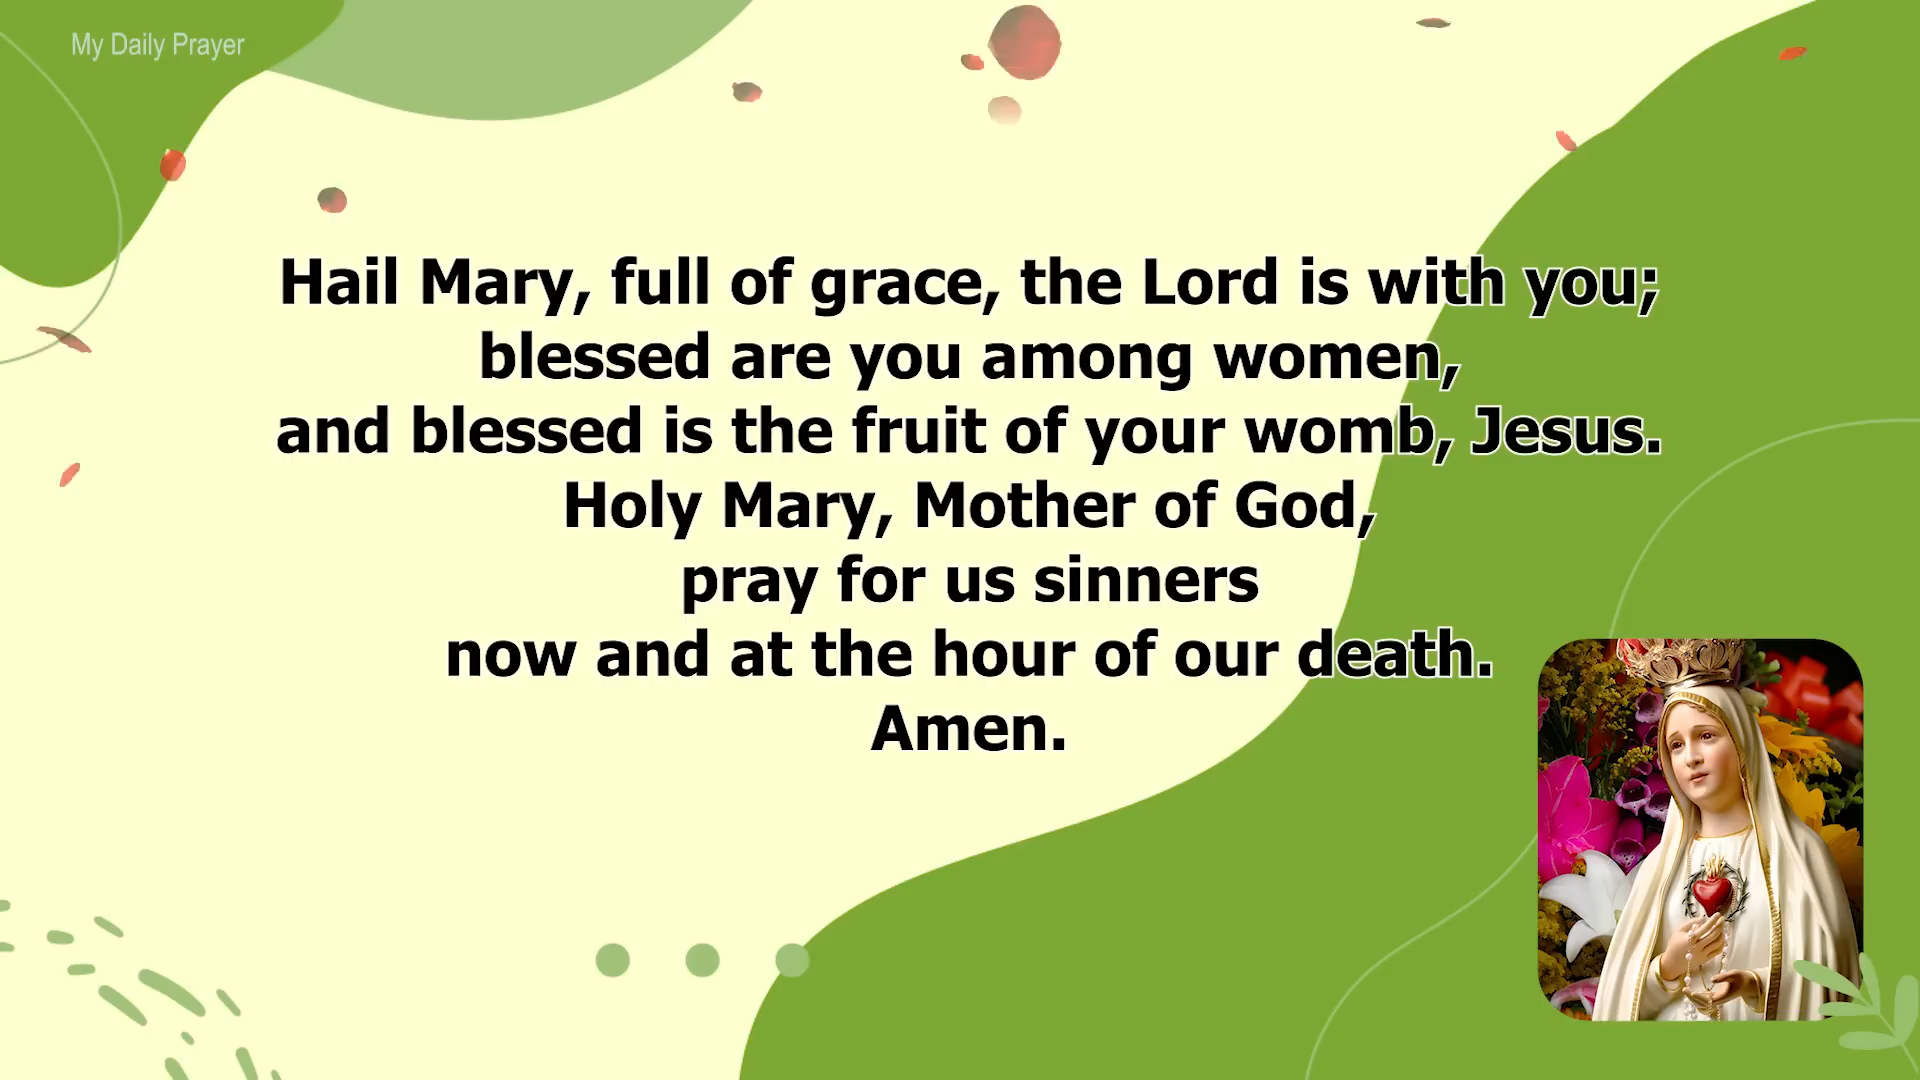 My Daily Prayer
Hail Mary, full of grace, the Lord is with you;
blessed are you among women,
and blessed is the fruit of your womb, Jesus.
Holy Mary, Mother of God,
pray for us sinners
now and at the hour of our death.
Amen.